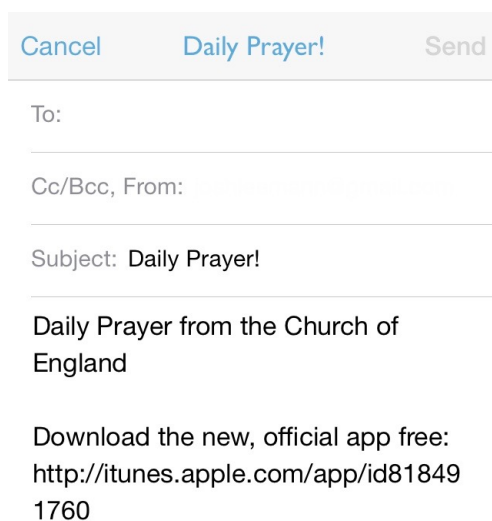 Cancel Daily Prayer! Send
To:
Cc/Bcc, From:
Subject: Daily Prayer!
Daily Prayer from the Church of
England
Download the new, official app free:
http://itunes.apple.com/app/id81849
1760